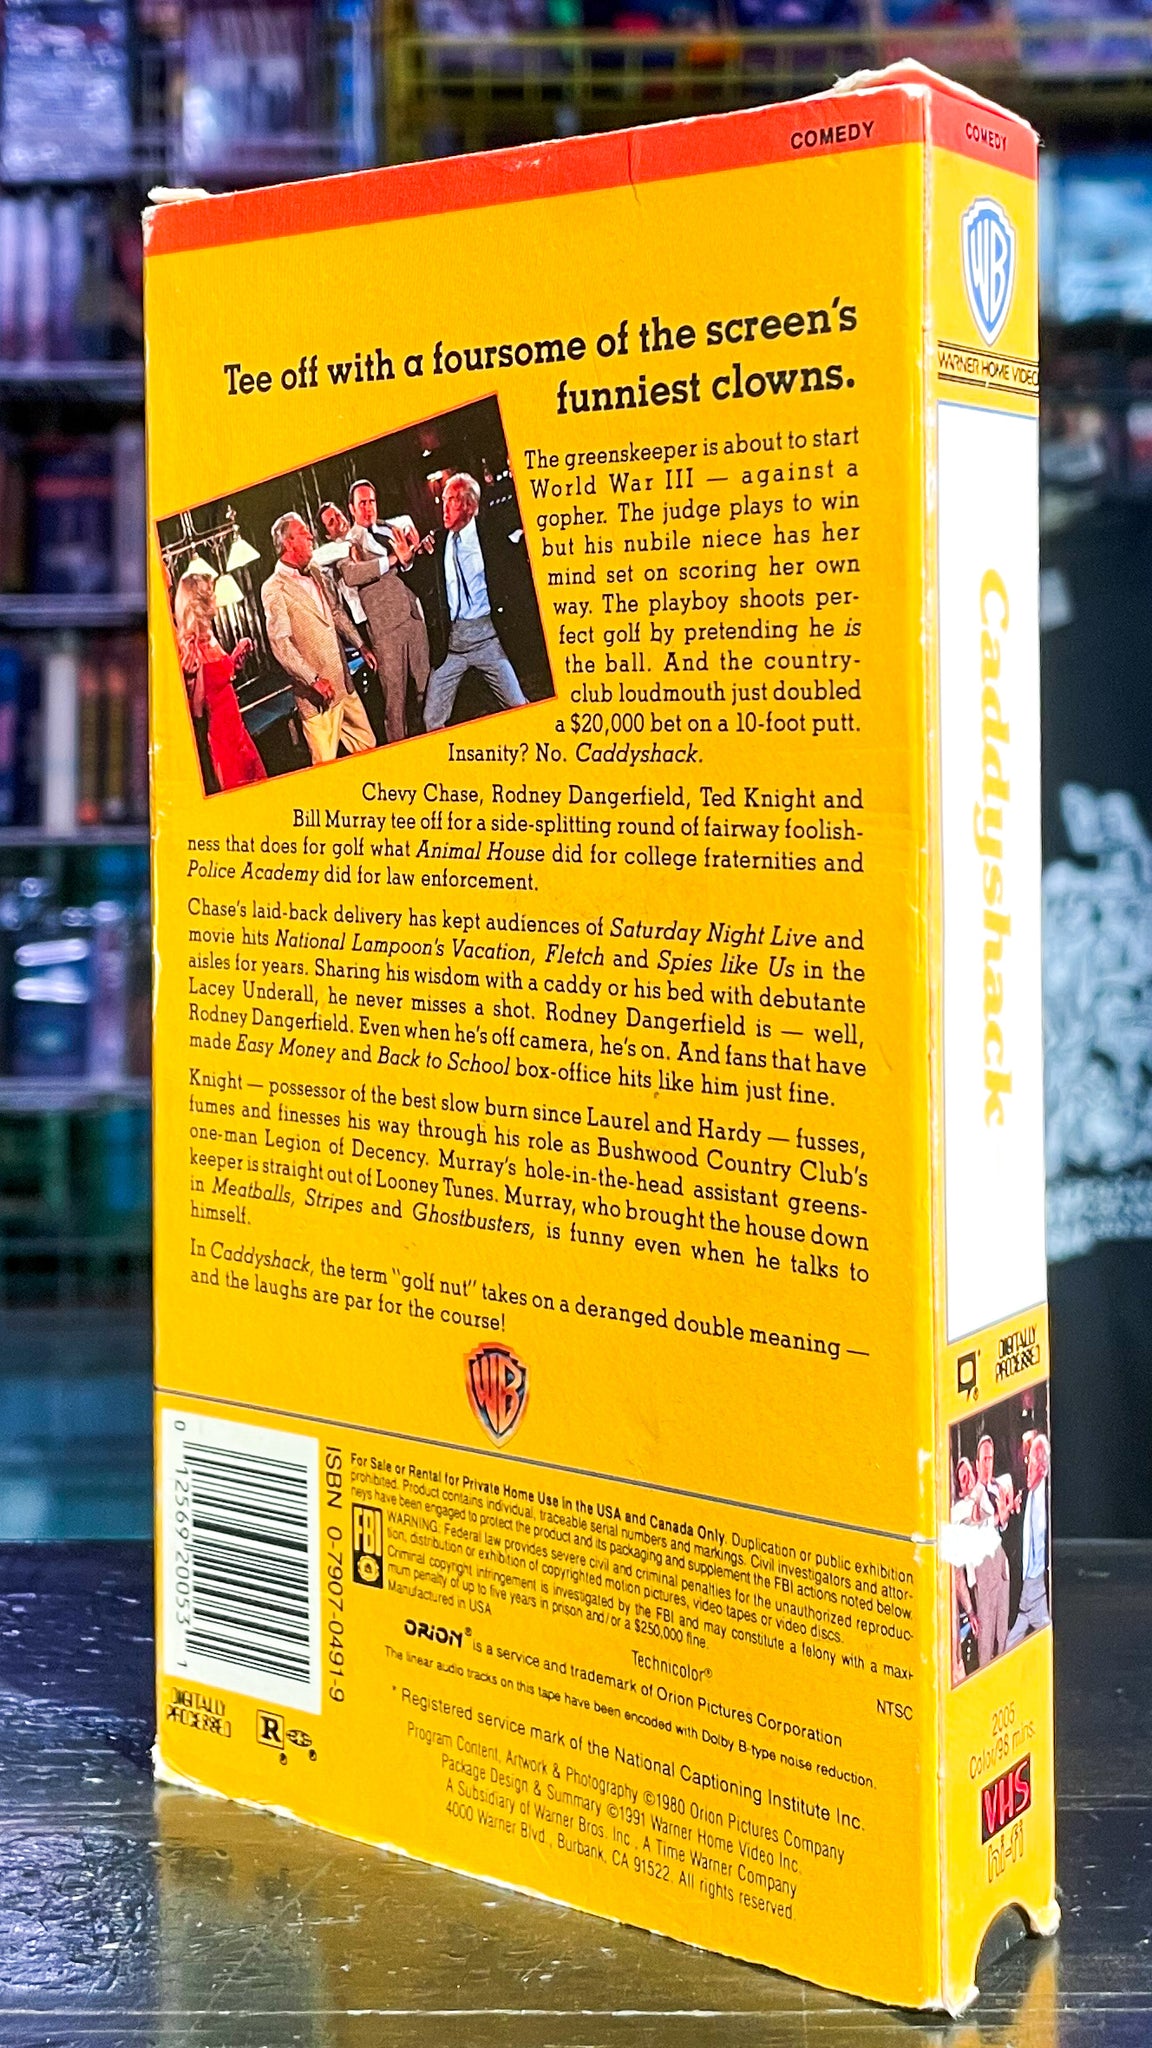 COMEDY
Tee off with a foursome of the screen's
funniest clowns.
The greenskeeper is about to start
World War III — against a
gopher. The judge plays to win
but his nubile niece has her
mind set on scoring her own
way. The playboy shoots per-
fect golf by pretending he is
the ball. And the country-
club loudmouth just doubled
a $20,000 bet on a 10-foot putt.
Insanity? No. Caddyshack.
Chevy Chase, Rodney Dangerfield, Ted Knight and
Bill Murray tee off for a side-splitting round of fairway foolish-
ness that does for golf what Animal House did for college fraternities and
Police Academy did for law enforcement.
Chase's laid-back delivery has kept audiences of Saturday Night Live and
movie hits National Lampoon's Vacation, Fletch and Spies like Us in the
aisles for years. Sharing his wisdom with a caddy or his bed with debutante
Lacey Underall, he never misses a shot. Rodney Dangerfield is — well,
Rodney Dangerfield. Even when he's off camera, he's on. And fans that have
made Easy Money and Back to School box-office hits like him just fine.
Knight — possessor of the best slow burn since Laurel and Hardy — fusses,
fumes and finesses his way through his role as Bushwood Country Club's
one-man Legion of Decency. Murray's hole-in-the-head assistant greens-
keeper is straight out of Looney Tunes. Murray, who brought the house down
in Meatballs, Stripes and Ghostbusters, is funny even when he talks to
himself.
In Caddyshack, the term "golf nut" takes on a deranged double meaning —
and the laughs are par for the course!
WB
0 12569 20053 1
ISBN 0-7907-0491-9
For Sale or Rental for Private Home Use in the USA and Canada Only. Duplication or public exhibition
prohibited. Product contains individual, traceable serial numbers and markings. Civil investigators and attor-
neys have been engaged to protect the product and its packaging and supplement the FBI actions noted below.
FBI
WARNING: Federal law provides severe civil and criminal penalties for the unauthorized reproduc-
tion, distribution or exhibition of copyrighted motion pictures, video tapes or video discs.
Criminal copyright infringement is investigated by the FBI and may constitute a felony with a maxi-
mum penalty of up to five years in prison and/or a $250,000 fine.
Manufactured in USA
Technicolor®
NTSC
ORION® is a service and trademark of Orion Pictures Corporation
The linear audio tracks on this tape have been encoded with Dolby B-type noise reduction.
* Registered service mark of the National Captioning Institute Inc.
Program Content, Artwork & Photography ©1980 Orion Pictures Company
Package Design & Summary ©1991 Warner Home Video Inc.
A Subsidiary of Warner Bros. Inc., A Time Warner Company
4000 Warner Blvd., Burbank, CA 91522. All rights reserved.
DIGITALLY
PROCESSED
R
COMEDY
WB
WARNER HOME VIDEO
Caddyshack
DIGITALLY
PROCESSED
2005
Color/98 mins.
VHS
hi-fi